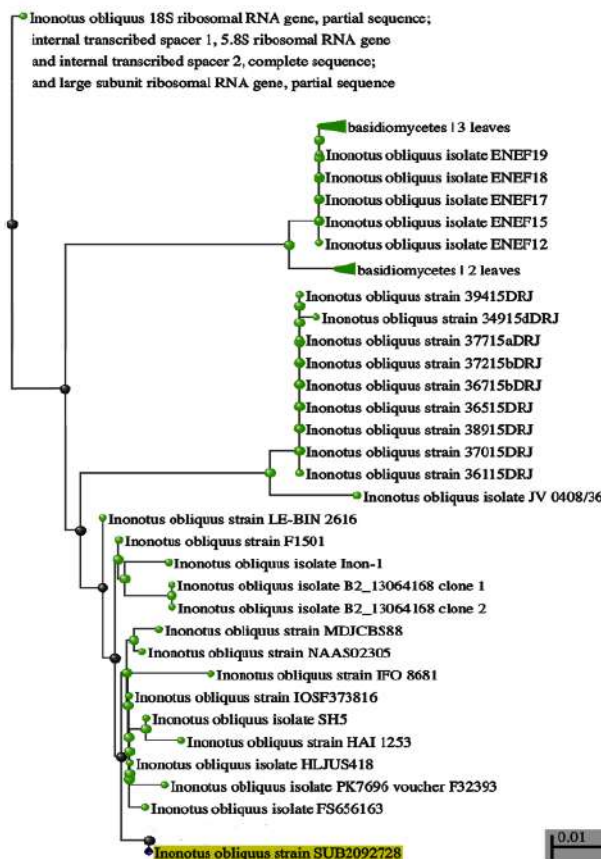 Inonotus obliquus 18S ribosomal RNA gene, partial sequence;
internal transcribed spacer 1, 5.8S ribosomal RNA gene
and internal transcribed spacer 2, complete sequence;
and large subunit ribosomal RNA gene, partial sequence
basidiomycetes | 3 leaves
Inonotus obliquus isolate ENEF19
Inonotus obliquus isolate ENEF18
Inonotus obliquus isolate ENEF17
Inonotus obliquus isolate ENEF15
Inonotus obliquus isolate ENEF12
basidiomycetes | 2 leaves
Inonotus obliquus strain 39415DRJ
Inonotus obliquus strain 34915dDRJ
Inonotus obliquus strain 37715aDRJ
Inonotus obliquus strain 37215bDRJ
Inonotus obliquus strain 36715bDRJ
Inonotus obliquus strain 36515DRJ
Inonotus obliquus strain 38915DRJ
Inonotus obliquus strain 37015DRJ
Inonotus obliquus strain 36115DRJ
Inonotus obliquus isolate JV 0408/36
Inonotus obliquus strain LE-BIN 2616
Inonotus obliquus strain F1501
Inonotus obliquus isolate Inon-1
Inonotus obliquus isolate B2_13064168 clone 1
Inonotus obliquus isolate B2_13064168 clone 2
Inonotus obliquus strain MDJCBS88
Inonotus obliquus strain NAAS02305
Inonotus obliquus strain IFO 8681
Inonotus obliquus strain IOSF373816
Inonotus obliquus isolate SH5
Inonotus obliquus strain HAI 1253
Inonotus obliquus isolate HLJUS418
Inonotus obliquus isolate PK7696 voucher F32393
Inonotus obliquus isolate FS656163
Inonotus obliquus strain SUB2092728
0.01